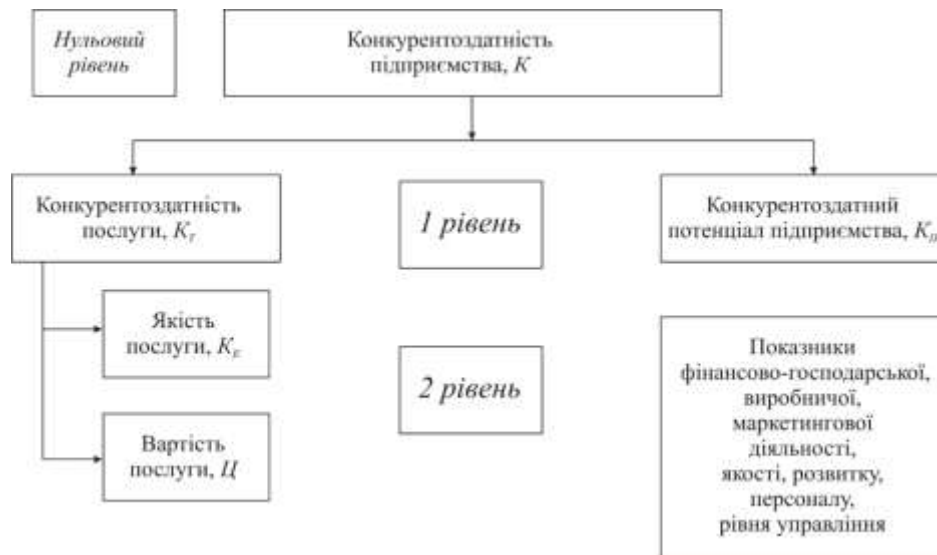 Нульовий
рівень
Конкурентоздатність
підприємства, К
Конкурентоздатність
послуги, Кт
1 рівень
Конкурентоздатний
потенціал підприємства, Кп
Якість
послуги, Кк
2 рівень
Вартість
послуги, Ц
Показники
фінансово-господарської,
виробничої,
маркетингової
діяльності,
якості, розвитку,
персоналу,
рівня управління